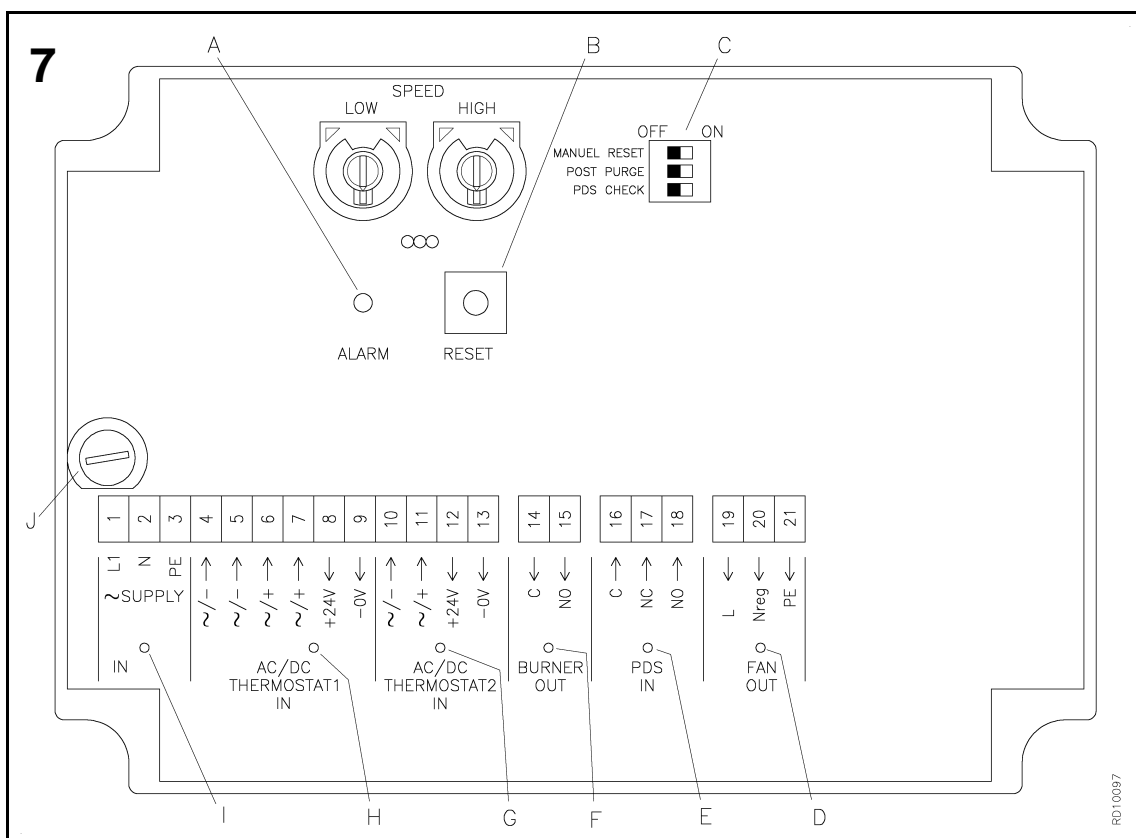 7
A B C
SPEED
LOW HIGH
OFF ON
MANUEL RESET
POST PURGE
PDS CHECK
ALARM RESET
J
1 2 3 4 5 6 7 8 9 10 11 12 13 14 15 16 17 18 19 20 21
L1 N PE ~/- → ~/- → ~/+ → ~/+ → +24V ← -0V ← ~/- → ~/+ → +24V ← -0V ← C ← NO ← C → NC → NO → L ← Nreg ← PE ←
~SUPPLY
IN AC/DC AC/DC BURNER PDS FAN
THERMOSTAT1 THERMOSTAT2 OUT IN OUT
IN IN
I H G F E D
RD10097